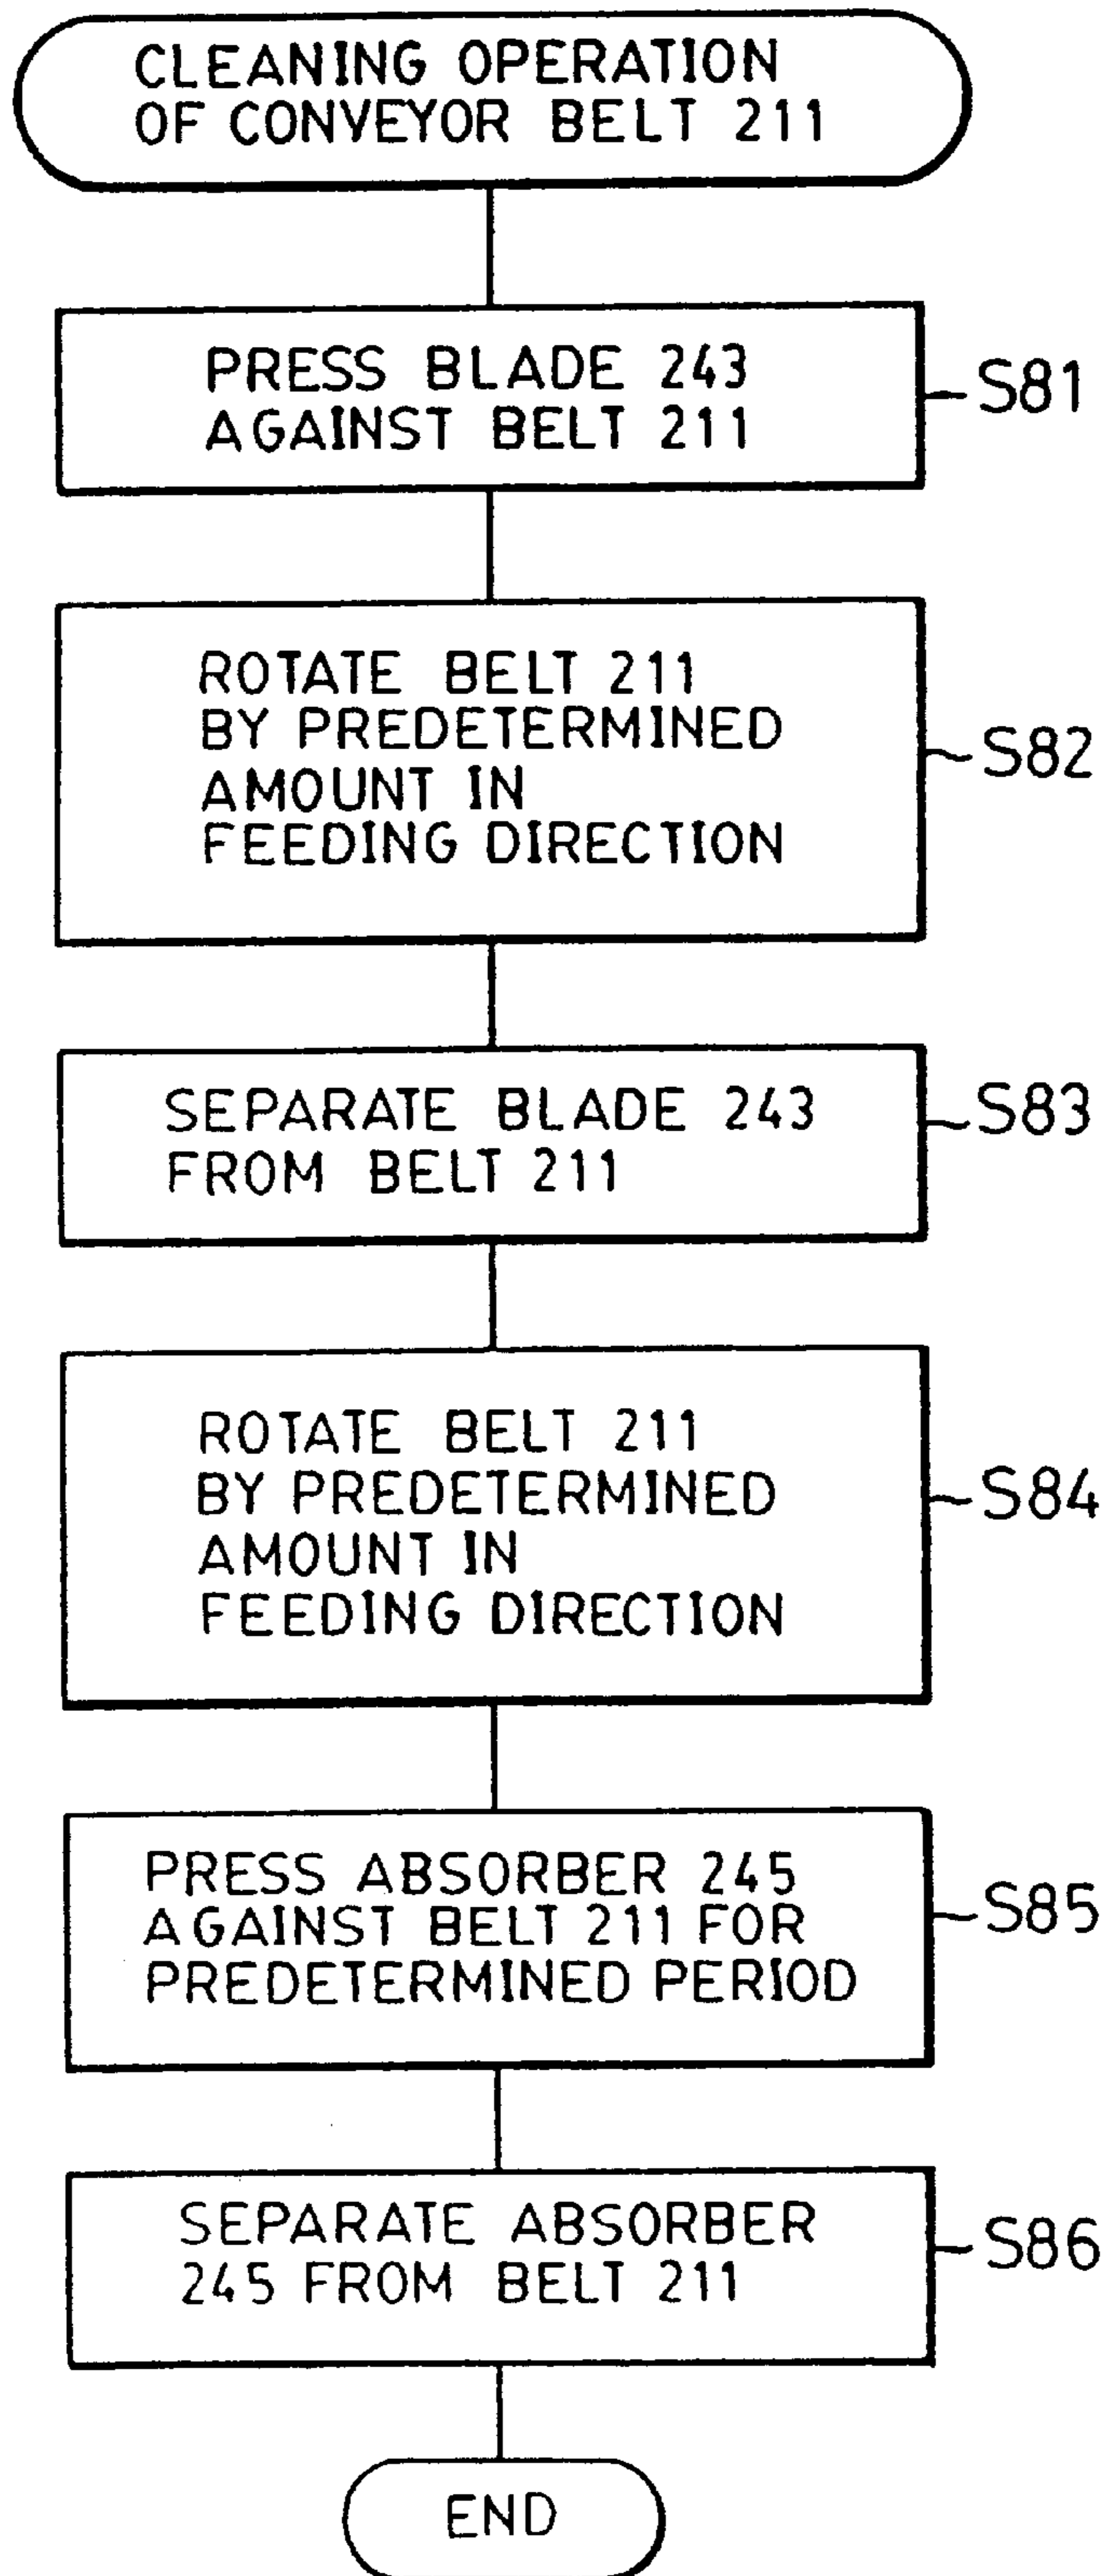 CLEANING OPERATION
OF CONVEYOR BELT 211
PRESS BLADE 243
AGAINST BELT 211
S81
ROTATE BELT 211
BY PREDETERMINED
AMOUNT IN
FEEDING DIRECTION
S82
SEPARATE BLADE 243
FROM BELT 211
S83
ROTATE BELT 211
BY PREDETERMINED
AMOUNT IN
FEEDING DIRECTION
S84
PRESS ABSORBER 245
AGAINST BELT 211 FOR
PREDETERMINED PERIOD
S85
SEPARATE ABSORBER
245 FROM BELT 211
S86
END